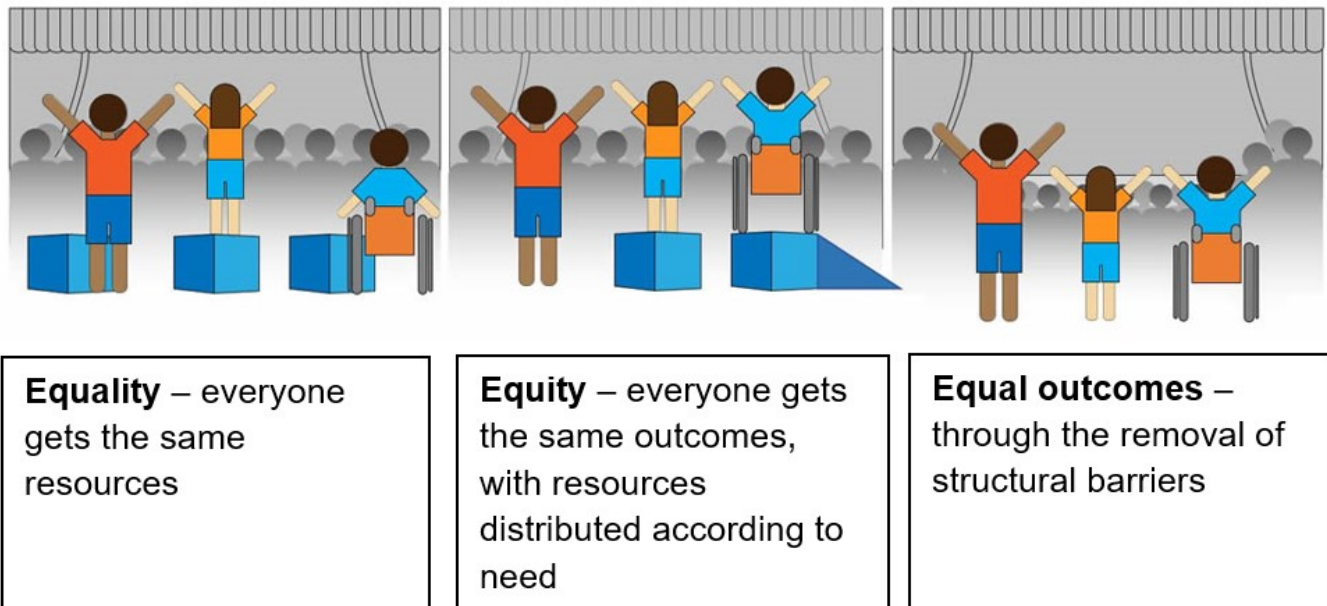 Equality – everyone
gets the same
resources
Equity – everyone gets
the same outcomes,
with resources
distributed according to
need
Equal outcomes –
through the removal of
structural barriers